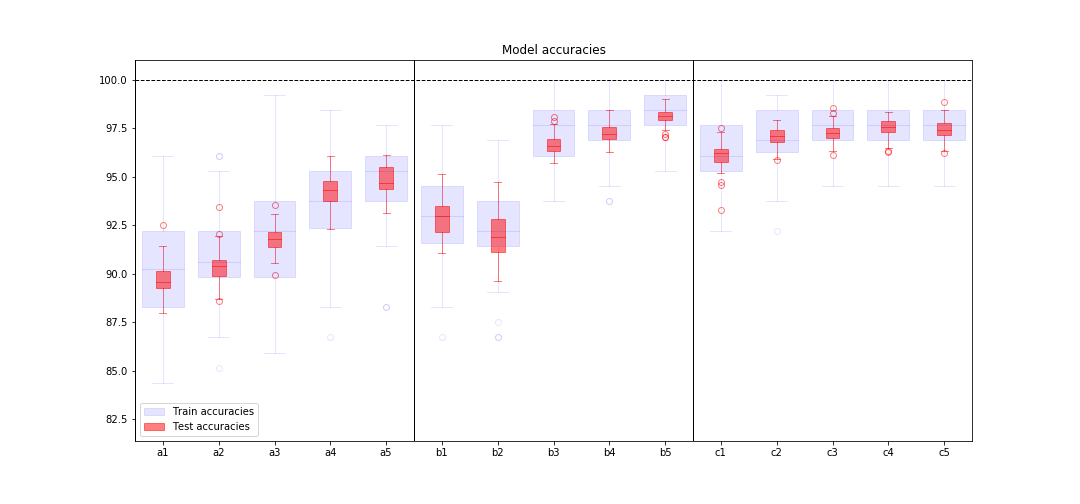 Model accuracies
100.0
97.5
95.0
92.5
90.0
87.5
85.0
82.5
Train accuracies
Test accuracies
a1 a2 a3 a4 a5 b1 b2 b3 b4 b5 c1 c2 c3 c4 c5